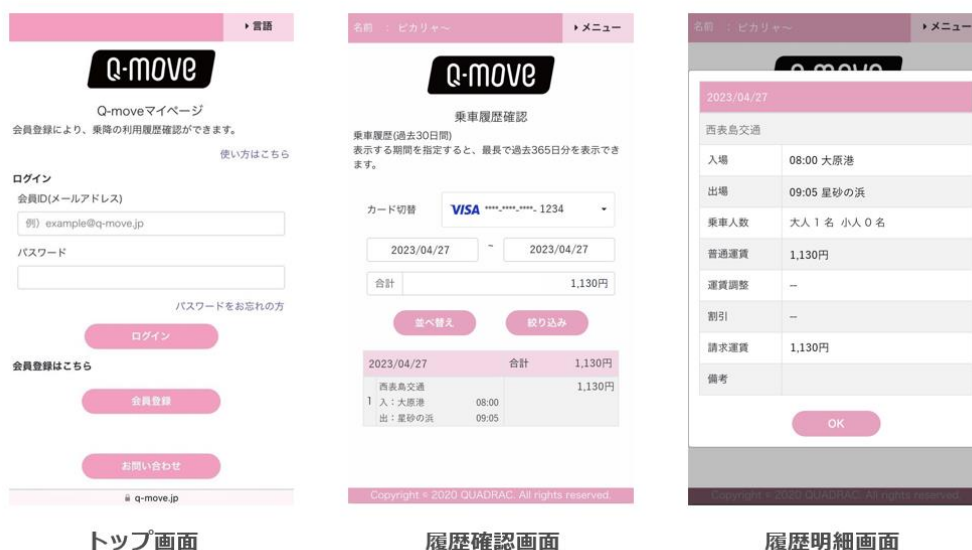 言語
Q-move
Q-moveマイページ
会員登録により、乗降の利用履歴確認ができます。
使い方はこちら
ログイン
会員ID(メールアドレス)
例）example@q-move.jp
パスワード
パスワードをお忘れの方
ログイン
会員登録はこちら
会員登録
お問い合わせ
q-move.jp
トップ画面
名前 ： ピカリャ〜
メニュー
Q-move
乗車履歴確認
乗車履歴(過去30日間)
表示する期間を指定すると、最長で過去365日分を表示でき
ます。
カード切替 VISA ****-****-****- 1234
2023/04/27 ~ 2023/04/27
合計 1,130円
並べ替え 絞り込み
2023/04/27 合計 1,130円
西表島交通 1,130円
1 入：大原港 08:00
出：星砂の浜 09:05
Copyright © 2020 QUADRAC. All rights reserved.
履歴確認画面
名前 ： ピカリャ〜
メニュー
Q-move
2023/04/27
西表島交通
入場 08:00 大原港
出場 09:05 星砂の浜
乗車人数 大人 1 名 小人 0 名
普通運賃 1,130円
運賃調整 --
割引 --
請求運賃 1,130円
備考
OK
Copyright © 2020 QUADRAC. All rights reserved.
履歴明細画面